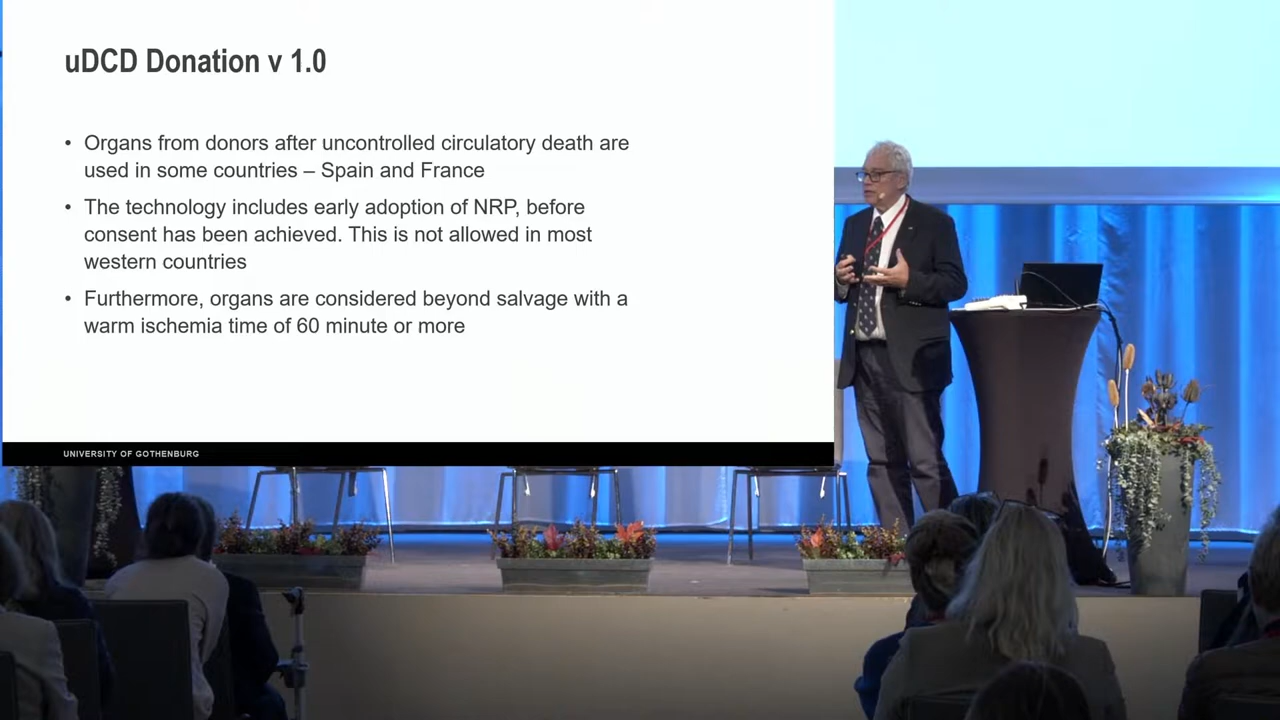 uDCD Donation v 1.0
• Organs from donors after uncontrolled circulatory death are
used in some countries – Spain and France
• The technology includes early adoption of NRP, before
consent has been achieved. This is not allowed in most
western countries
• Furthermore, organs are considered beyond salvage with a
warm ischemia time of 60 minute or more
UNIVERSITY OF GOTHENBURG